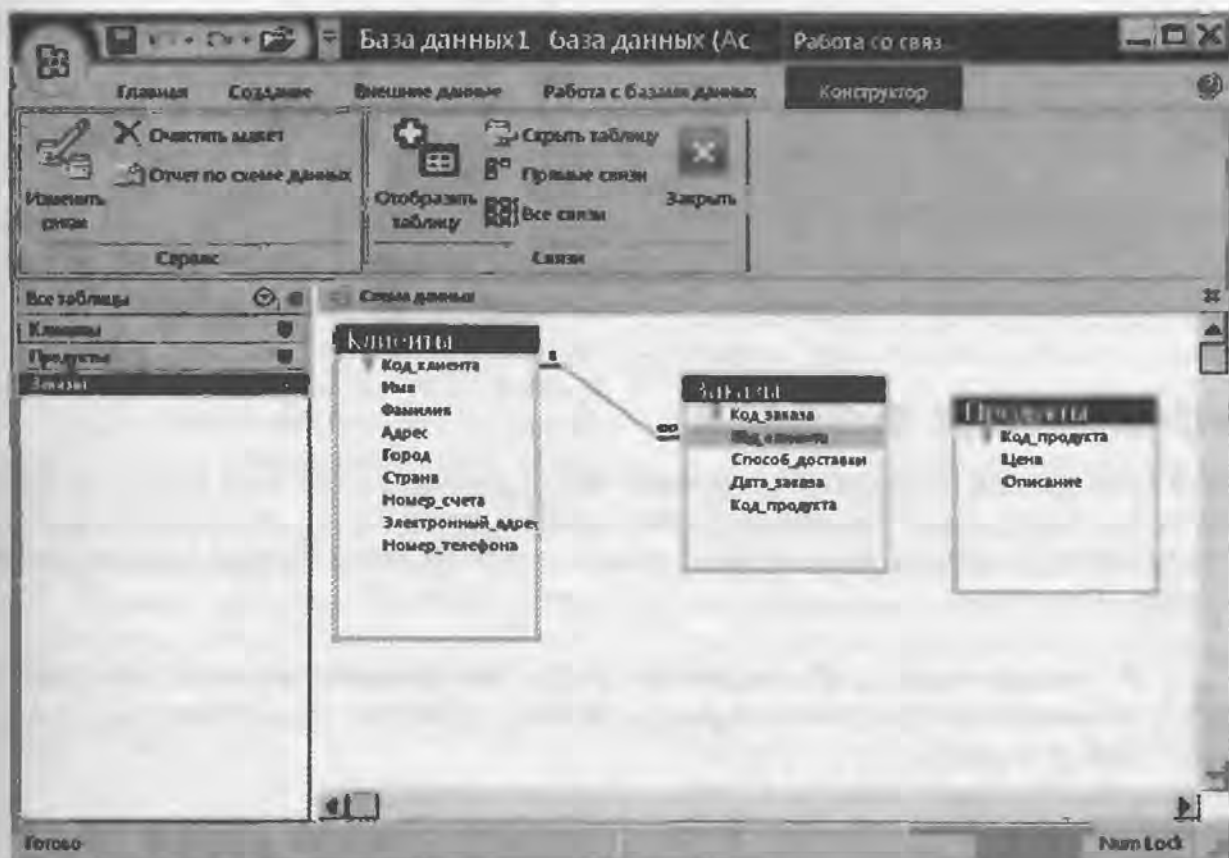 База данных1 база данных (Ac
Работа со связ
Главная Создание Внешние данные Работа с базами данных Конструктор
Изменить связи
Очистить макет
Отчет по схеме данных
Сервис
Отобразить таблицу
Скрыть таблицу
Прямые связи
Все связи
Закрыть
Связи
Все таблицы
Клиенты
Продукты
Заказы
Схема данных
Клиенты
Код_клиента
Имя
Фамилия
Адрес
Город
Страна
Номер_счета
Электронный_адрес
Номер_телефона
1
∞
Заказы
Код_заказа
Код_клиента
Способ_доставки
Дата_заказа
Код_продукта
Продукты
Код_продукта
Цена
Описание
Готово
Num Lock